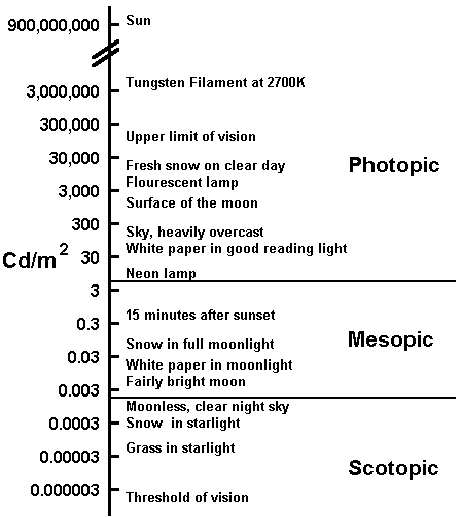 900,000,000 Sun
3,000,000 Tungsten Filament at 2700K
300,000
Upper limit of vision
30,000 Fresh snow on clear day
Photopic
Flourescent lamp
3,000
Surface of the moon
300
Sky, heavily overcast
White paper in good reading light
Cd/m2 30
Neon lamp
3
15 minutes after sunset
0.3
Mesopic
Snow in full moonlight
0.03
White paper in moonlight
Fairly bright moon
0.003
Moonless, clear night sky
0.0003 Snow in starlight
Grass in starlight
0.00003
Scotopic
0.000003
Threshold of vision